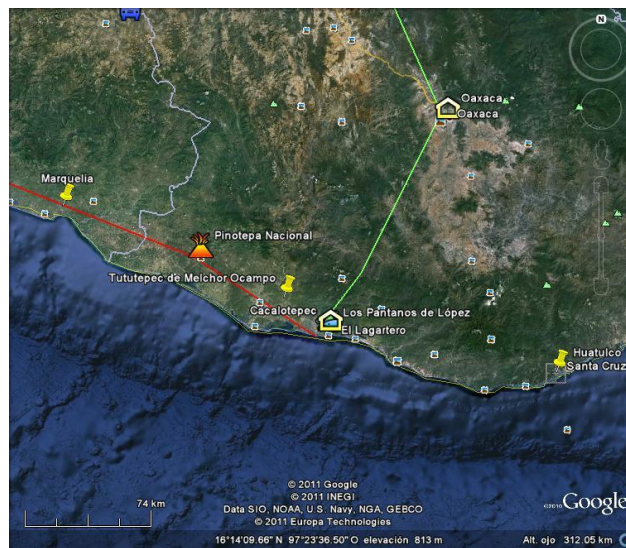 N
Oaxaca
Oaxaca
Marquelia
Pinotepa Nacional
Tututepec de Melchor Ocampo
Cacalotepec
Los Pantanos de López
El Lagartero
Huatulco
Santa Cruz
74 km
© 2011 Google
© 2011 INEGI
Data SIO, NOAA, U.S. Navy, NGA, GEBCO
© 2011 Europa Technologies
©2010 Google
16°14'09.66" N 97°23'36.50" O elevación 813 m
Alt. ojo 312.05 km